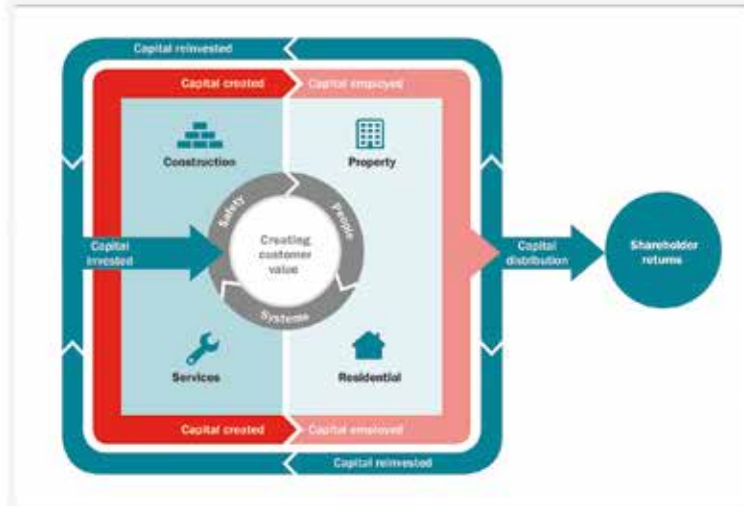 Capital reinvested
Capital created
Capital employed
Construction
Property
Safety
People
Systems
Capital
invested
Creating
customer
value
Capital
distribution
Shareholder
returns
Services
Residential
Capital created
Capital employed
Capital reinvested